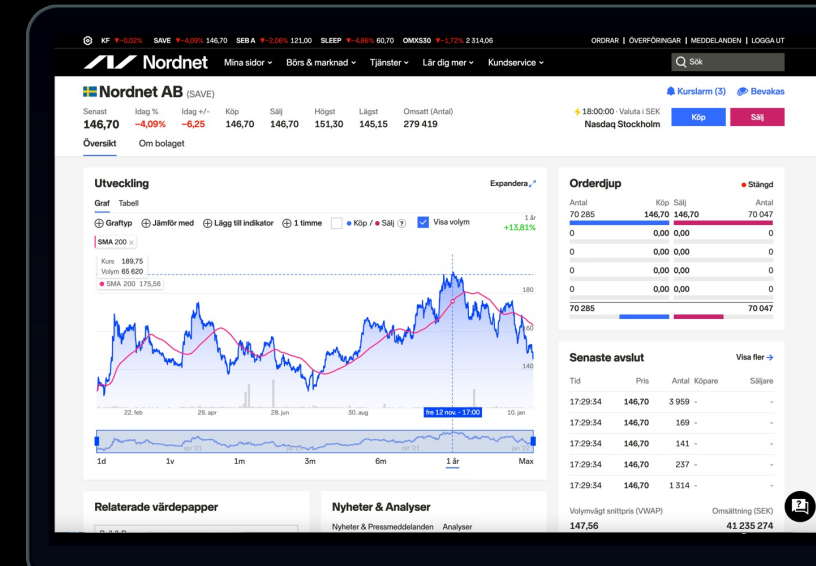 KF ▼-0,02% SAVE ▼-4,09% 146,70 SEB A ▼-2,06% 121,00 SLEEP ▼-4,86% 60,70 OMXS30 ▼-1,72% 2 314,06 ORDRAR | ÖVERFÖRINGAR | MEDDELANDEN | LOGGA UT
Nordnet Mina sidor Börs & marknad Tjänster Lär dig mer Kundservice Sök
Nordnet AB (SAVE) Kurslarm (3) Bevakas
Senast Idag % Idag +/- Köp Sälj Högst Lägst Omsatt (Antal) 18:00:00 · Valuta i SEK
146,70 -4,09% -6,25 146,70 146,70 151,30 145,15 279 419 Nasdaq Stockholm Köp Sälj
Översikt Om bolaget
Utveckling Expandera
Graf Tabell
Graftyp Jämför med Lägg till indikator 1 timme Köp / Sälj ? Visa volym 1 år
+13,81%
SMA 200 ×
Kurs 189,75
Volym 65 620
SMA 200 175,56
180
160
140
22. feb 26. apr 28. jun 30. aug fre 12 nov. - 17:00 10. jan
apr '21 okt '21
1d 1v 1m 3m 6m 1 år Max
Orderdjup Stängd
Antal Köp Sälj Antal
70 285 146,70 146,70 70 047
0 0,00 0,00 0
0 0,00 0,00 0
0 0,00 0,00 0
0 0,00 0,00 0
70 285 70 047
Senaste avslut Visa fler →
Tid Pris Antal Köpare Säljare
17:29:34 146,70 3 959 - -
17:29:34 146,70 169 - -
17:29:34 146,70 141 - -
17:29:34 146,70 237 - -
17:29:34 146,70 1 314 - -
Volymvägt snittpris (VWAP) Omsättning (SEK)
147,56 41 235 274
Relaterade värdepapper
Nyheter & Analyser
Nyheter & Pressmeddelanden Analyser